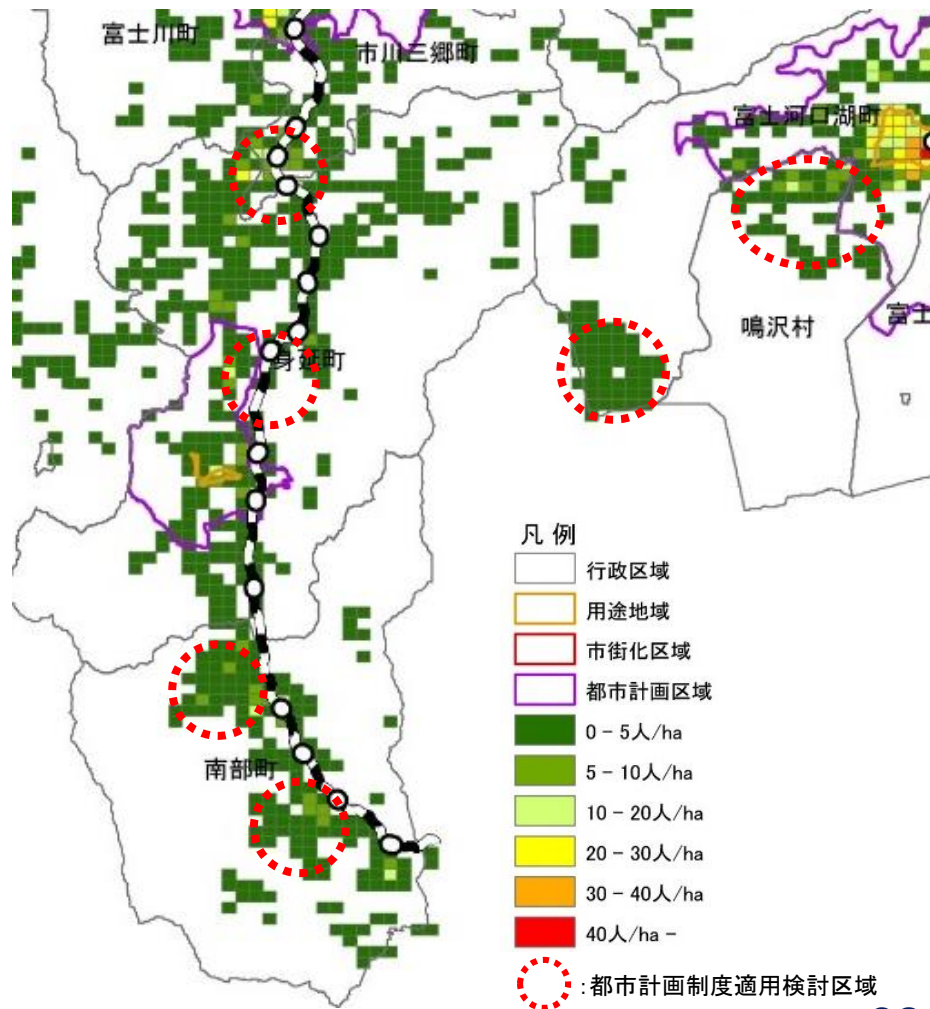 富士川町
市川三郷町
富士河口湖町
鳴沢村
富士
身延町
南部町
凡 例
行政区域
用途地域
市街化区域
都市計画区域
0 - 5人/ha
5 - 10人/ha
10 - 20人/ha
20 - 30人/ha
30 - 40人/ha
40人/ha -
:都市計画制度適用検討区域